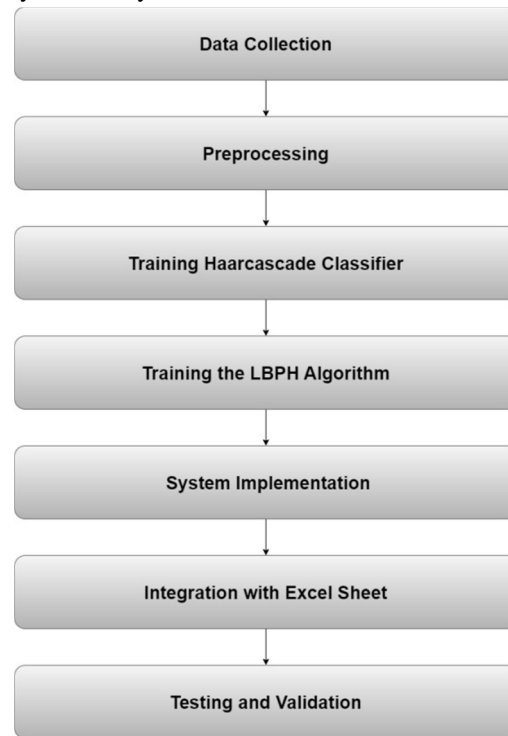 Data Collection
Preprocessing
Training Haarcascade Classifier
Training the LBPH Algorithm
System Implementation
Integration with Excel Sheet
Testing and Validation